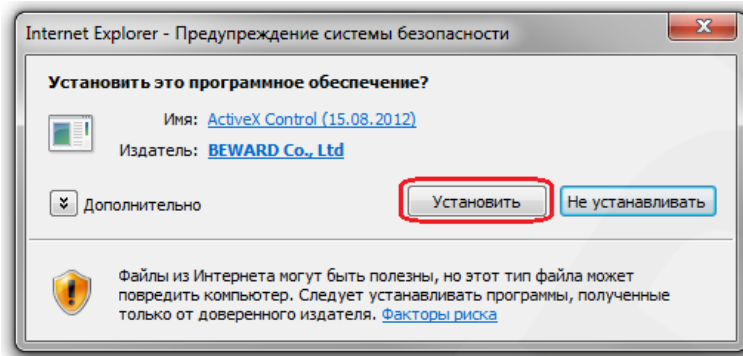 Internet Explorer - Предупреждение системы безопасности
Установить это программное обеспечение?
Имя: ActiveX Control (15.08.2012)
Издатель: BEWARD Co., Ltd
Дополнительно Установить Не устанавливать
Файлы из Интернета могут быть полезны, но этот тип файла может
повредить компьютер. Следует устанавливать программы, полученные
только от доверенного издателя. Факторы риска